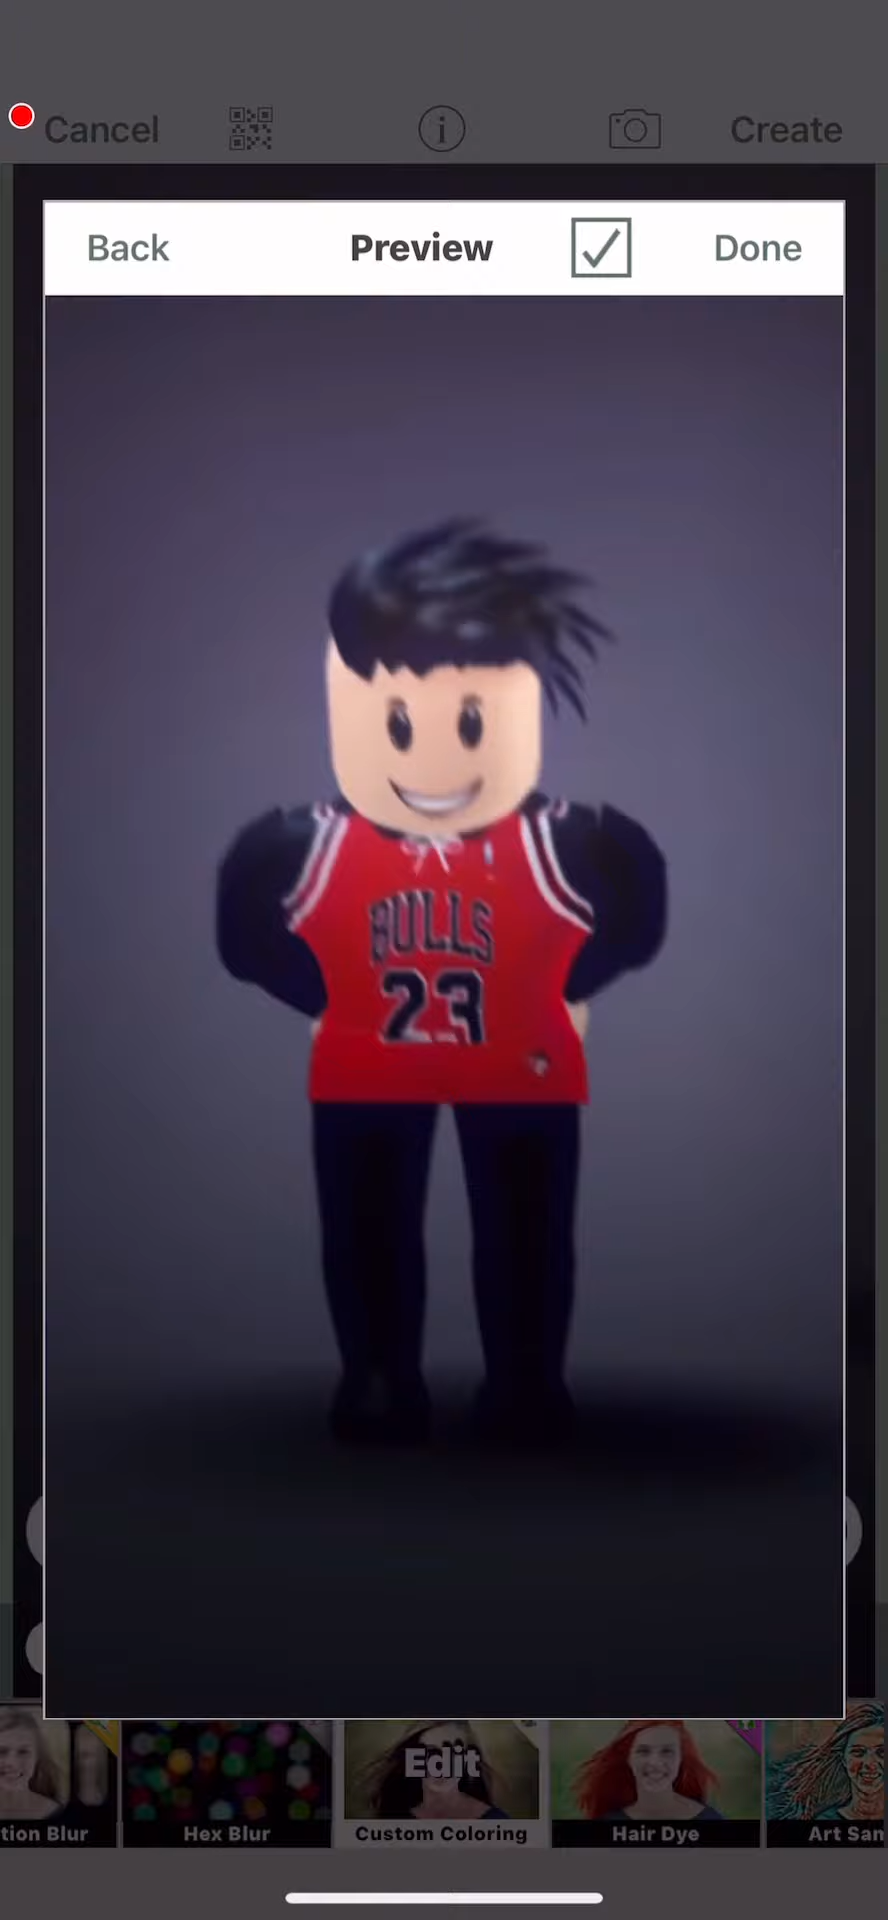 Cancel
Create
Back
Preview
Done
BULLS
23
Edit
tion Blur
Hex Blur
Custom Coloring
Hair Dye
Art San